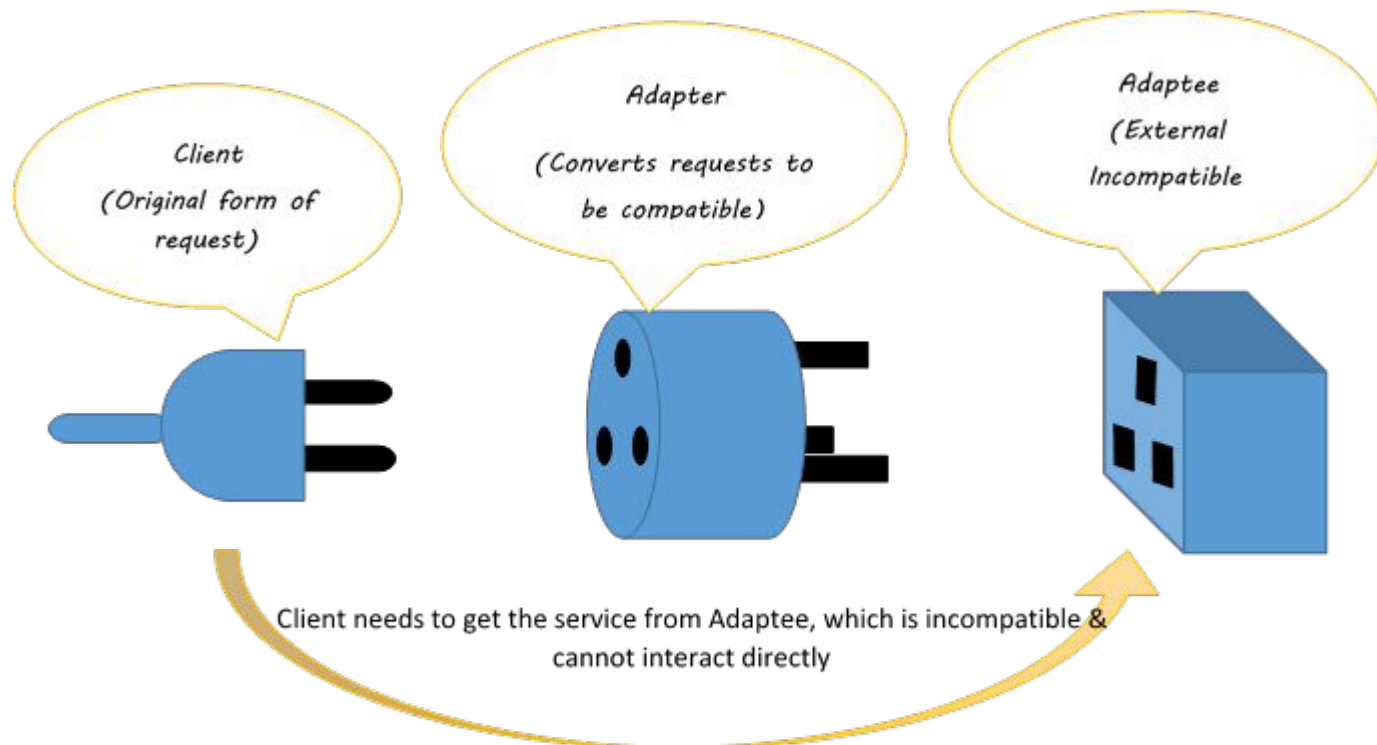 Client
(Original form of
request)
Adapter
(Converts requests to
be compatible)
Adaptee
(External
Incompatible
Client needs to get the service from Adaptee, which is incompatible &
cannot interact directly